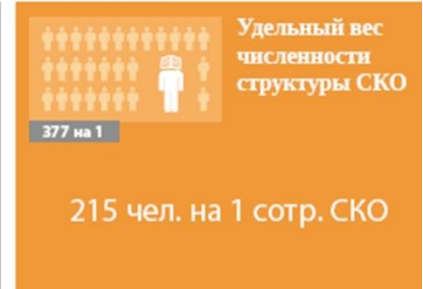 Удельный вес
численности
структуры СКО
377 на 1
215 чел. на 1 сотр. СКО